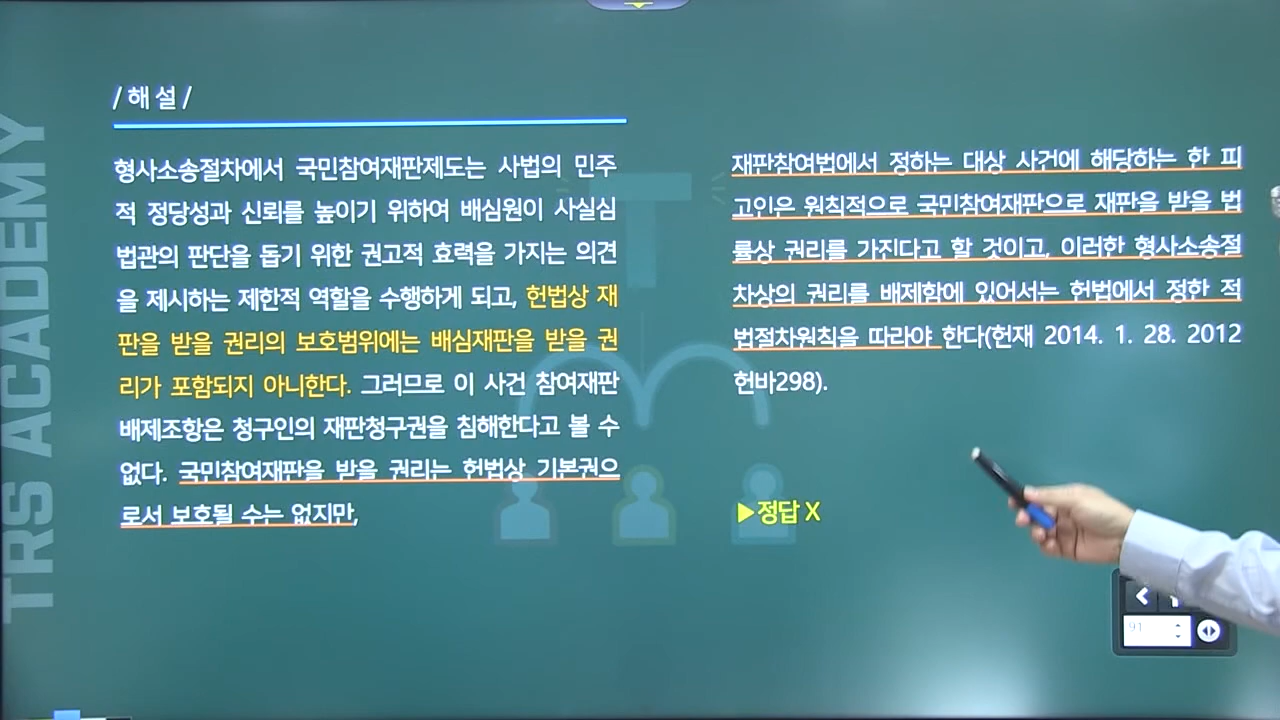 TRS ACADEMY
/ 해 설 /
형사소송절차에서 국민참여재판제도는 사법의 민주
적 정당성과 신뢰를 높이기 위하여 배심원이 사실심
법관의 판단을 돕기 위한 권고적 효력을 가지는 의견
을 제시하는 제한적 역할을 수행하게 되고, 헌법상 재
판을 받을 권리의 보호범위에는 배심재판을 받을 권
리가 포함되지 아니한다. 그러므로 이 사건 참여재판
배제조항은 청구인의 재판청구권을 침해한다고 볼 수
없다. 국민참여재판을 받을 권리는 헌법상 기본권으
로서 보호될 수는 없지만,
재판참여법에서 정하는 대상 사건에 해당하는 한 피
고인은 원칙적으로 국민참여재판으로 재판을 받을 법
률상 권리를 가진다고 할 것이고, 이러한 형사소송절
차상의 권리를 배제함에 있어서는 헌법에서 정한 적
법절차원칙을 따라야 한다(헌재 2014. 1. 28. 2012
헌바298).
▶정답 X
91